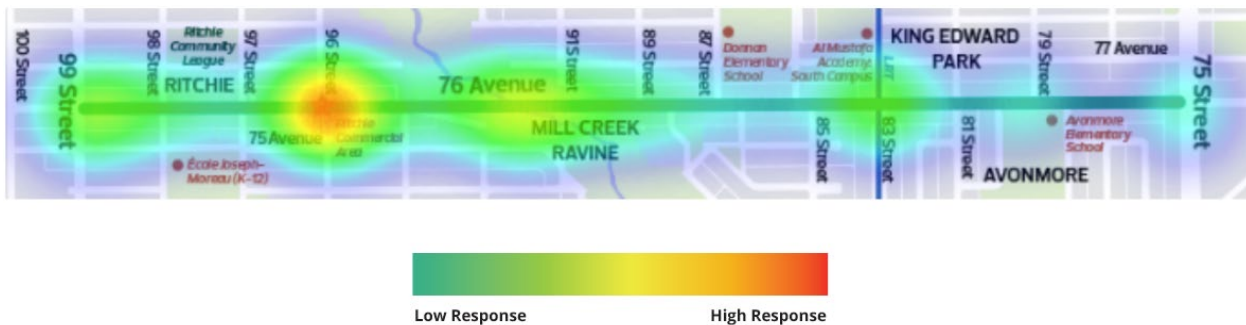 100 Street
99 Street
98 Street
Ritchie
Community
League
97 Street
96 Street
RITCHIE
75 Avenue
Ritchie
Commercial
Area
École Joseph-
Moreau (K-12)
76 Avenue
91 Street
89 Street
87 Street
MILL CREEK
RAVINE
Donnan
Elementary
School
Al Mustafa
Academy,
South Campus
LRT
85 Street
83 Street
KING EDWARD
PARK
81 Street
79 Street
77 Avenue
75 Street
Avonmore
Elementary
School
AVONMORE
Low Response
High Response